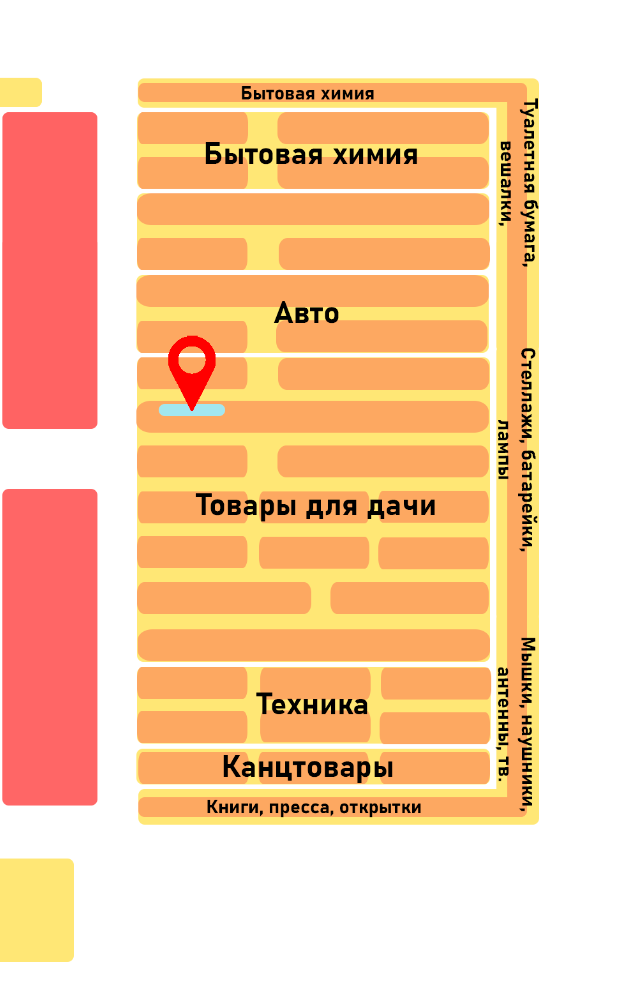 Бытовая химия
Бытовая химия
Туалетная бумага,
вешалки,
Авто
Стеллажи, батарейки,
лампы
Товары для дачи
Мышки, наушники,
антенны, тв.
Техника
Канцтовары
Книги, пресса, открытки